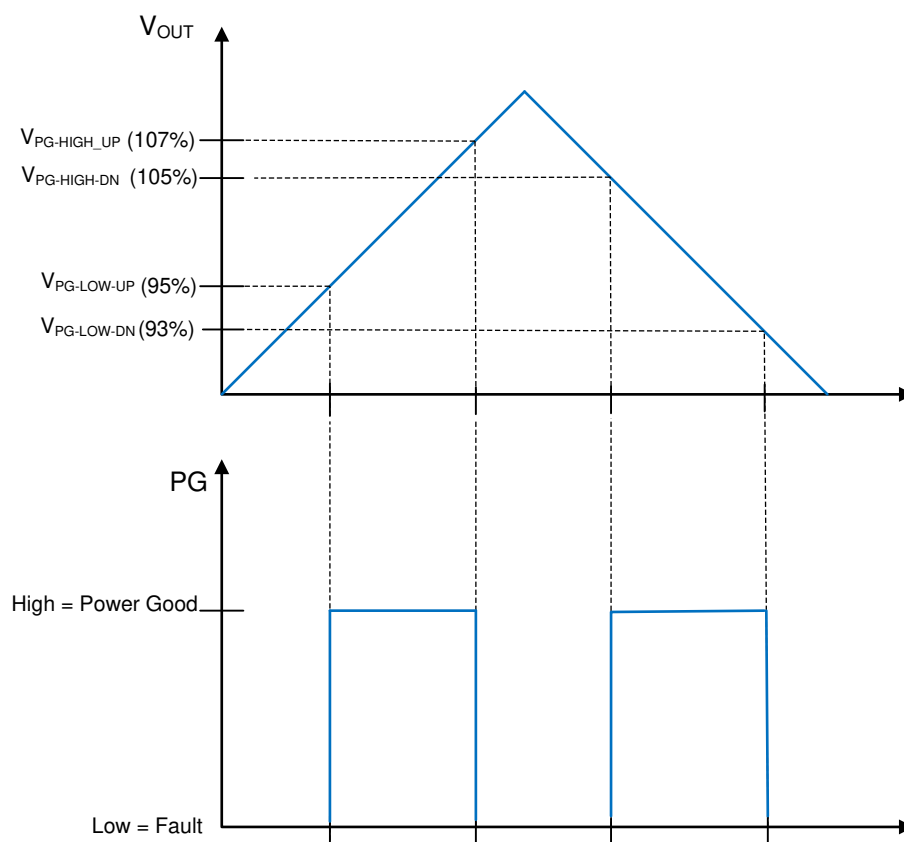 VOUT
VPG-HIGH_UP (107%)
VPG-HIGH-DN (105%)
VPG-LOW-UP (95%)
VPG-LOW-DN (93%)
PG
High = Power Good
Low = Fault